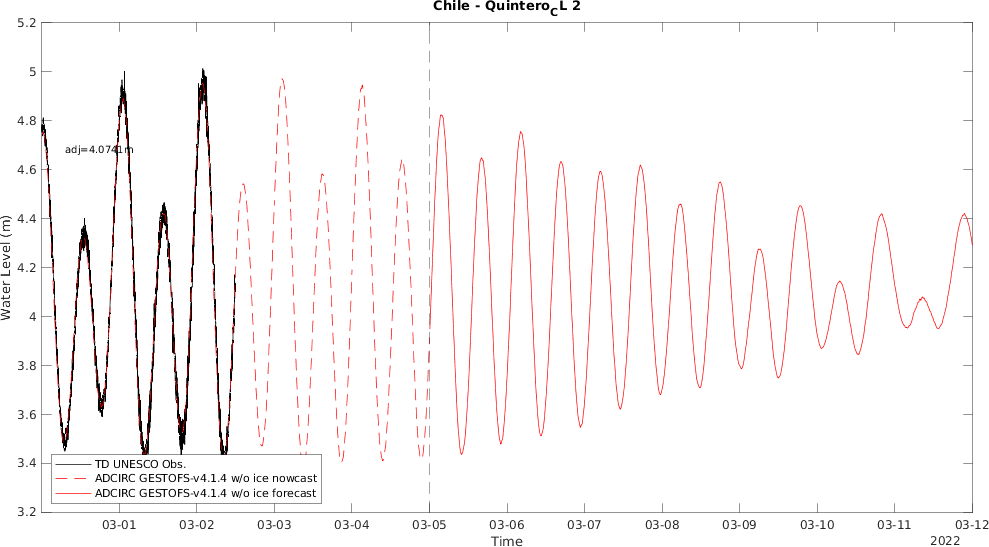 Chile - Quintero_CL 2
5.2
5
4.8
4.6
4.4
4.2
4
3.8
3.6
3.4
3.2
Water Level (m)
adj=4.0741m
TD UNESCO Obs.
ADCIRC GESTOFS-v4.1.4 w/o ice nowcast
ADCIRC GESTOFS-v4.1.4 w/o ice forecast
03-01 03-02 03-03 03-04 03-05 03-06 03-07 03-08 03-09 03-10 03-11 03-12
Time
2022